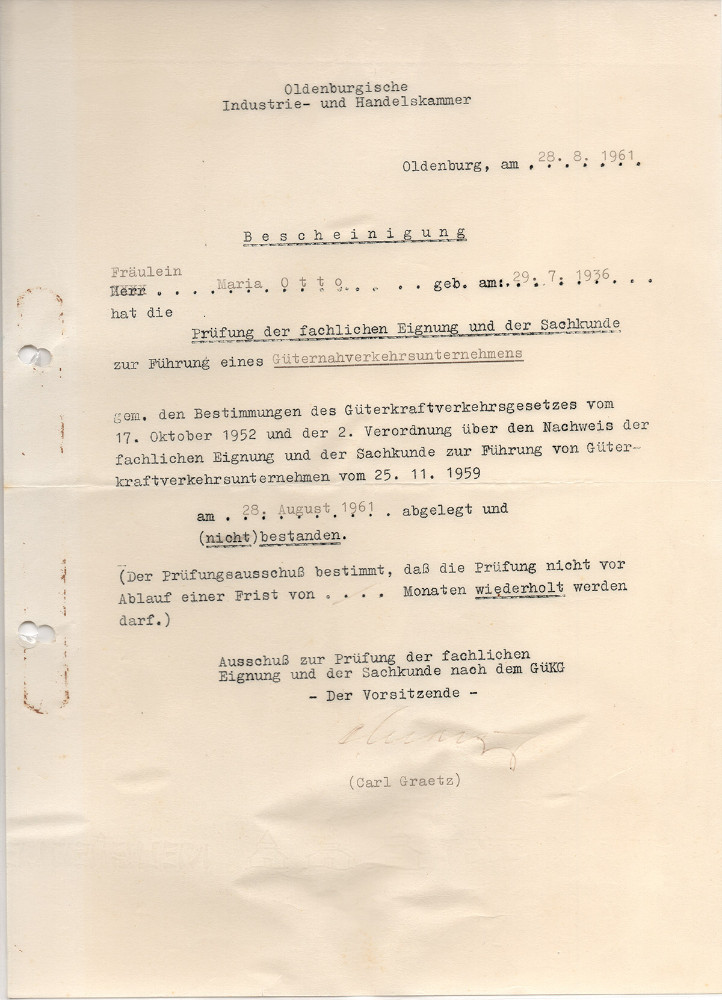 Oldenburgische
Industrie- und Handelskammer
Oldenburg, am 28. 8. 1961
Bescheinigung
Fräulein
Herr . . . . Maria Otto . . . . geb. am: 29. 7. 1936 . . .
hat die
Prüfung der fachlichen Eignung und der Sachkunde
zur Führung eines Güternahverkehrsunternehmens
gem. den Bestimmungen des Güterkraftverkehrsgesetzes vom
17. Oktober 1952 und der 2. Verordnung über den Nachweis der
fachlichen Eignung und der Sachkunde zur Führung von Güter-
kraftverkehrsunternehmen vom 25. 11. 1959
am . 28. August 1961 . abgelegt und
(nicht)bestanden.
(Der Prüfungsausschuß bestimmt, daß die Prüfung nicht vor
Ablauf einer Frist von . . . . Monaten wiederholt werden
darf.)
Ausschuß zur Prüfung der fachlichen
Eignung und der Sachkunde nach dem GüKG
- Der Vorsitzende -
(Carl Graetz)